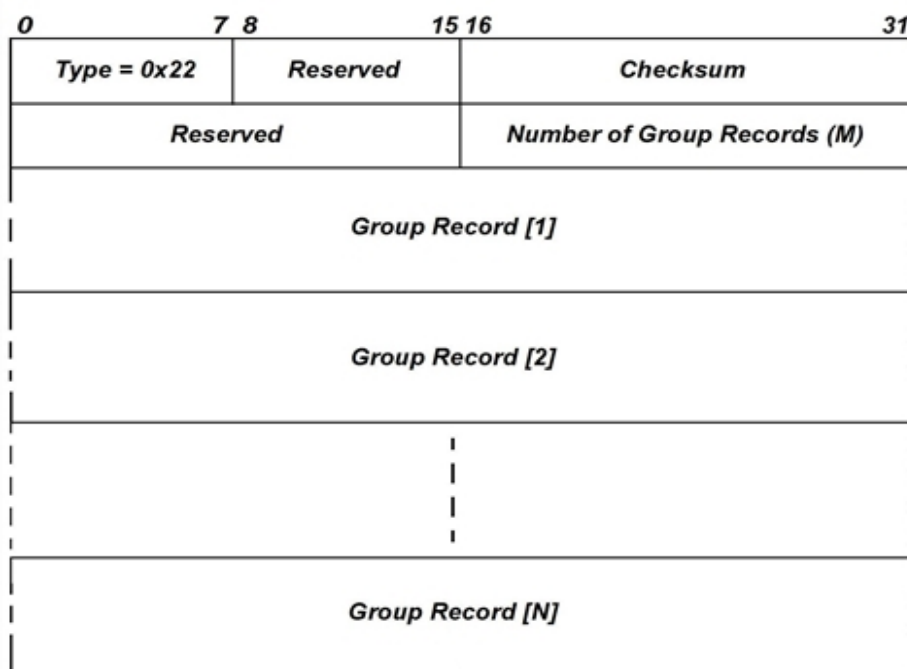 0 7 8 15 16 31
Type = 0x22 Reserved Checksum
Reserved Number of Group Records (M)
Group Record [1]
Group Record [2]
Group Record [N]